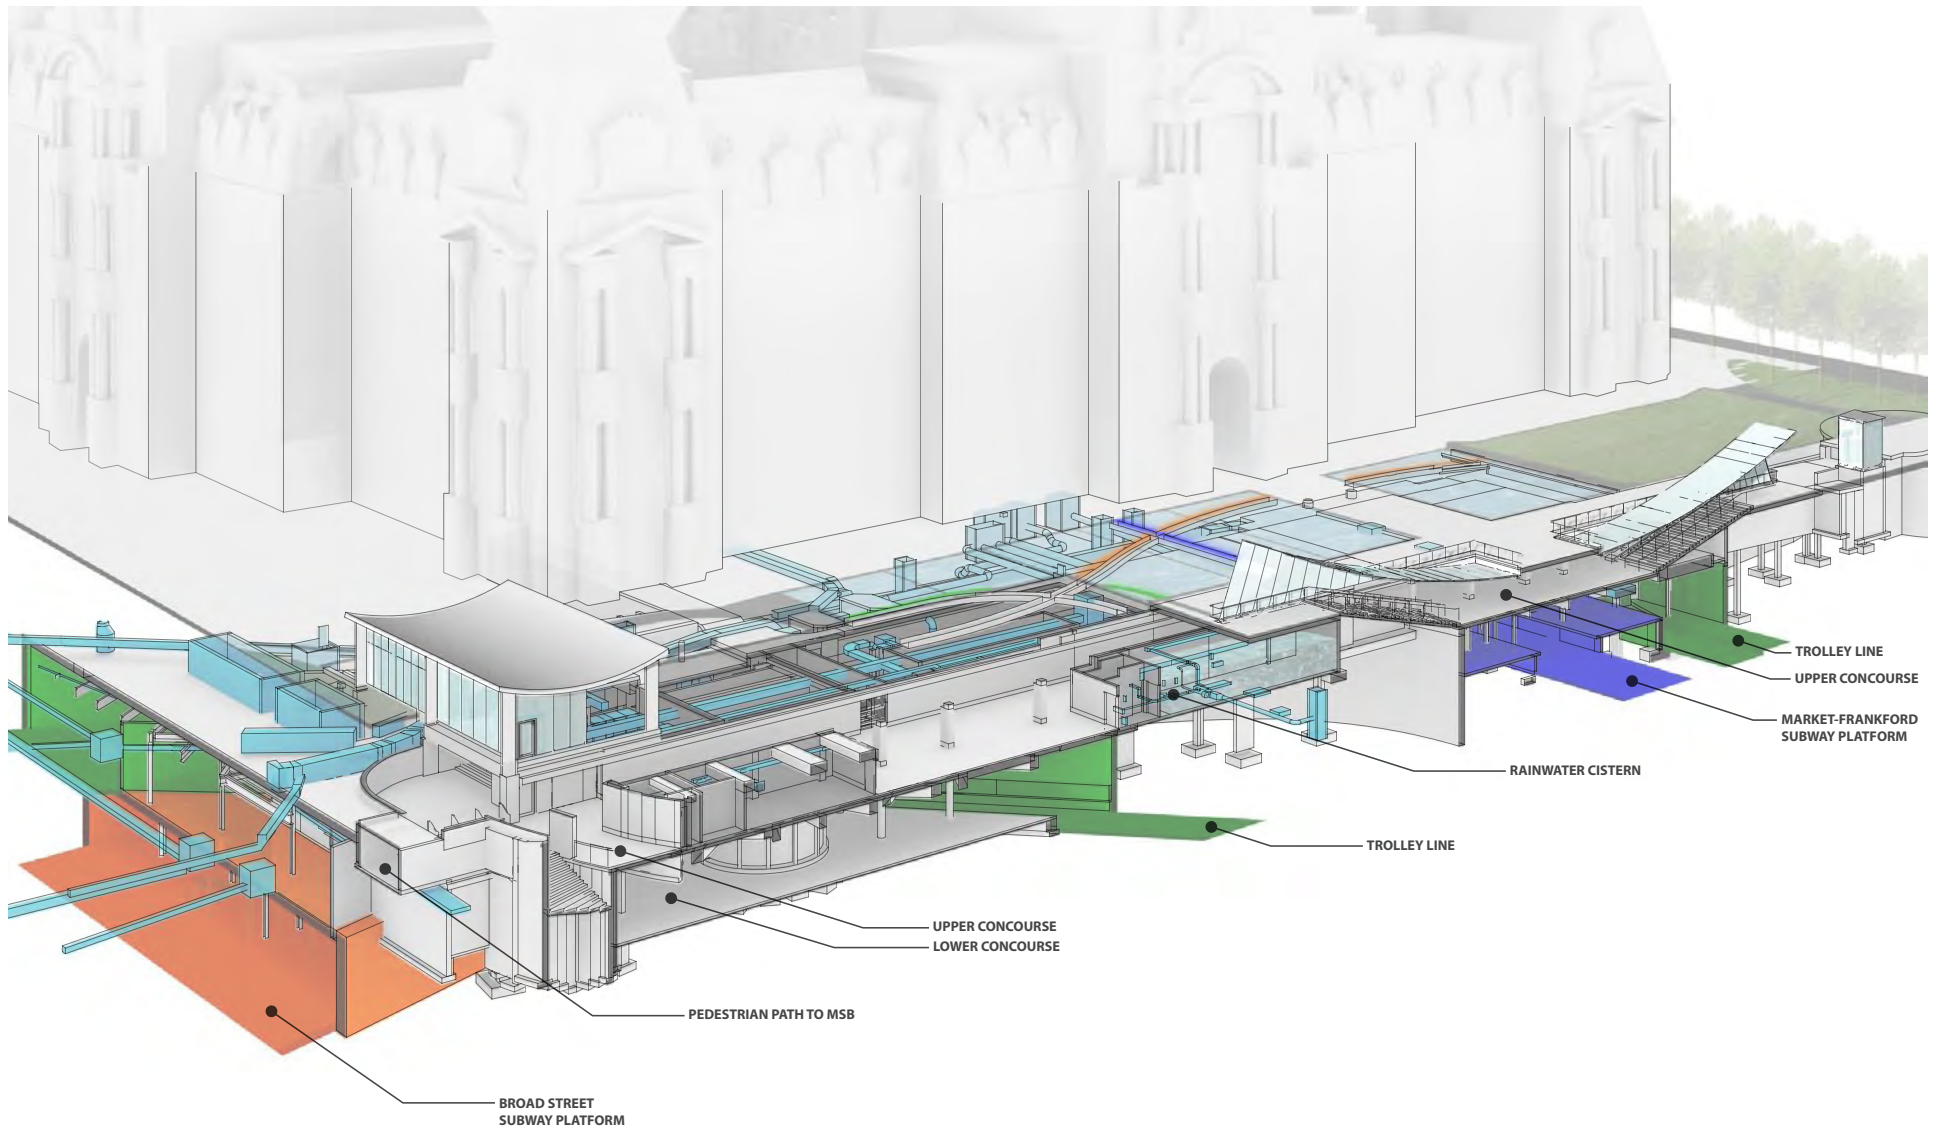 TROLLEY LINE
UPPER CONCOURSE
MARKET-FRANKFORD
SUBWAY PLATFORM
RAINWATER CISTERN
TROLLEY LINE
UPPER CONCOURSE
LOWER CONCOURSE
PEDESTRIAN PATH TO MSB
BROAD STREET
SUBWAY PLATFORM